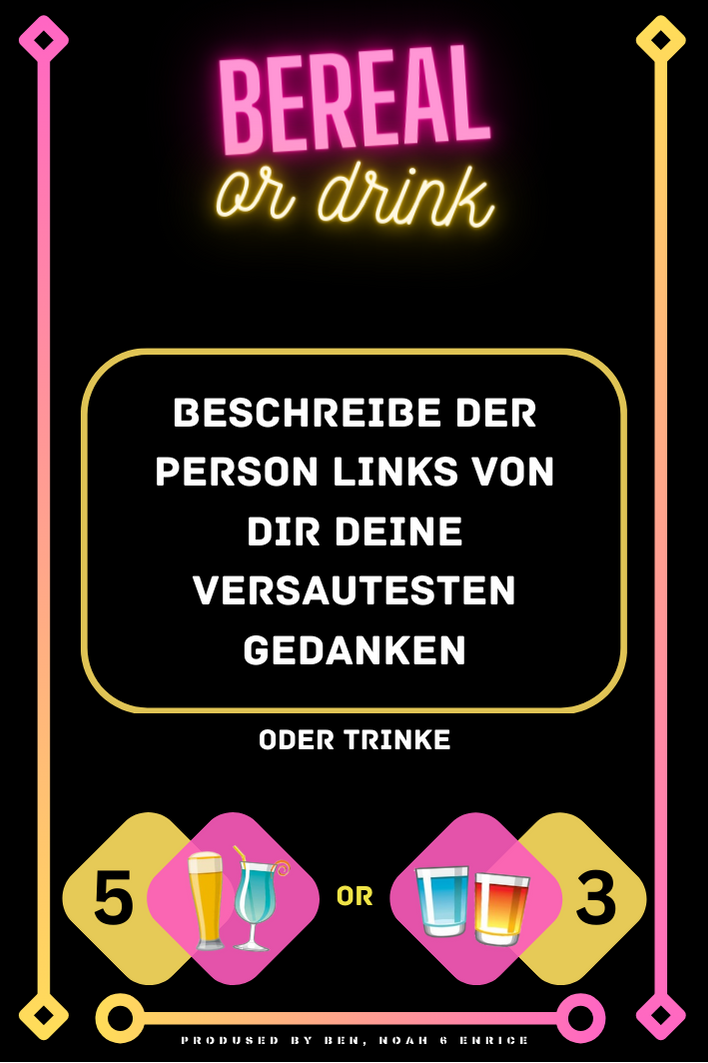 BEREAL
or drink
BESCHREIBE DER
PERSON LINKS VON
DIR DEINE
VERSAUTESTEN
GEDANKEN
ODER TRINKE
5 OR 3
PRODUSED BY BEN, NOAH & ENRICE